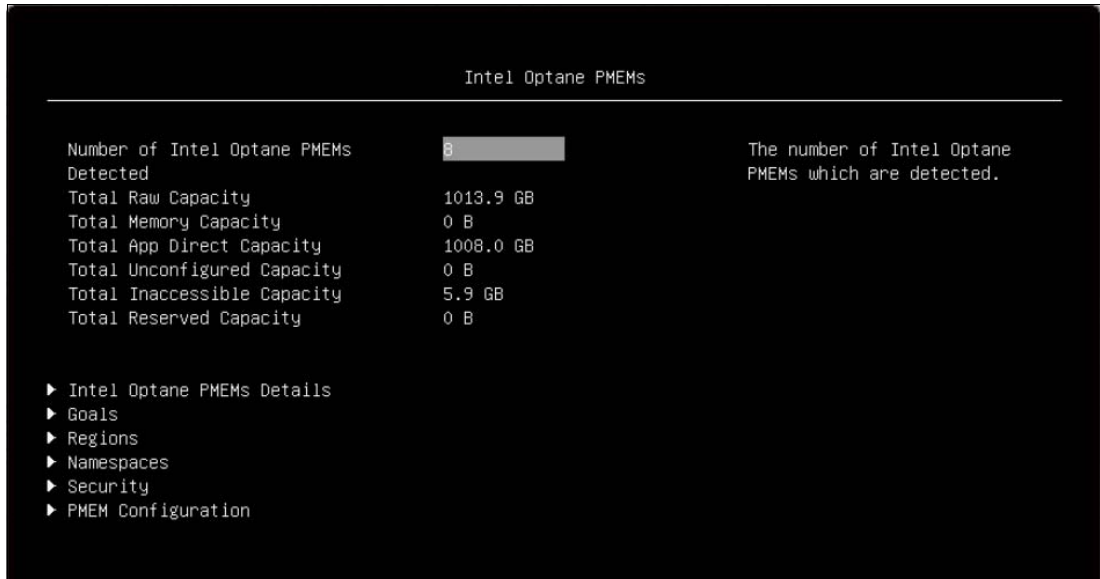 Intel Optane PMEMs
Number of Intel Optane PMEMs 8 The number of Intel Optane
Detected PMEMs which are detected.
Total Raw Capacity 1013.9 GB
Total Memory Capacity 0 B
Total App Direct Capacity 1008.0 GB
Total Unconfigured Capacity 0 B
Total Inaccessible Capacity 5.9 GB
Total Reserved Capacity 0 B
Intel Optane PMEMs Details
Goals
Regions
Namespaces
Security
PMEM Configuration